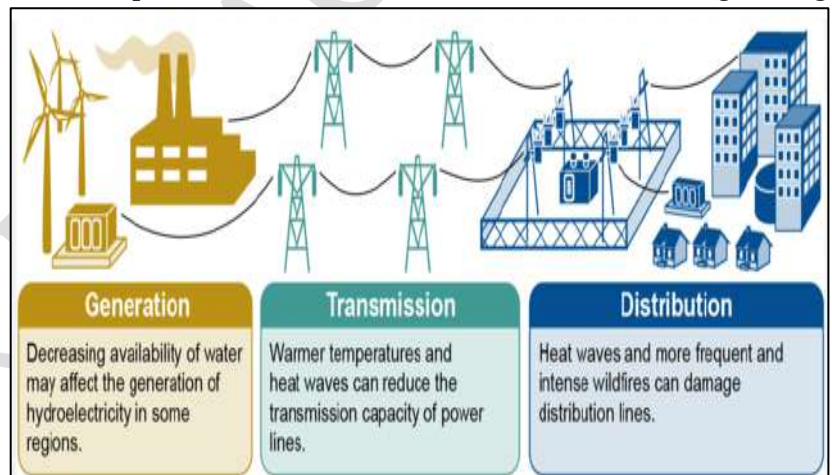 Generation
Decreasing availability of water
may affect the generation of
hydroelectricity in some
regions.
Transmission
Warmer temperatures and
heat waves can reduce the
transmission capacity of power
lines.
Distribution
Heat waves and more frequent and
intense wildfires can damage
distribution lines.